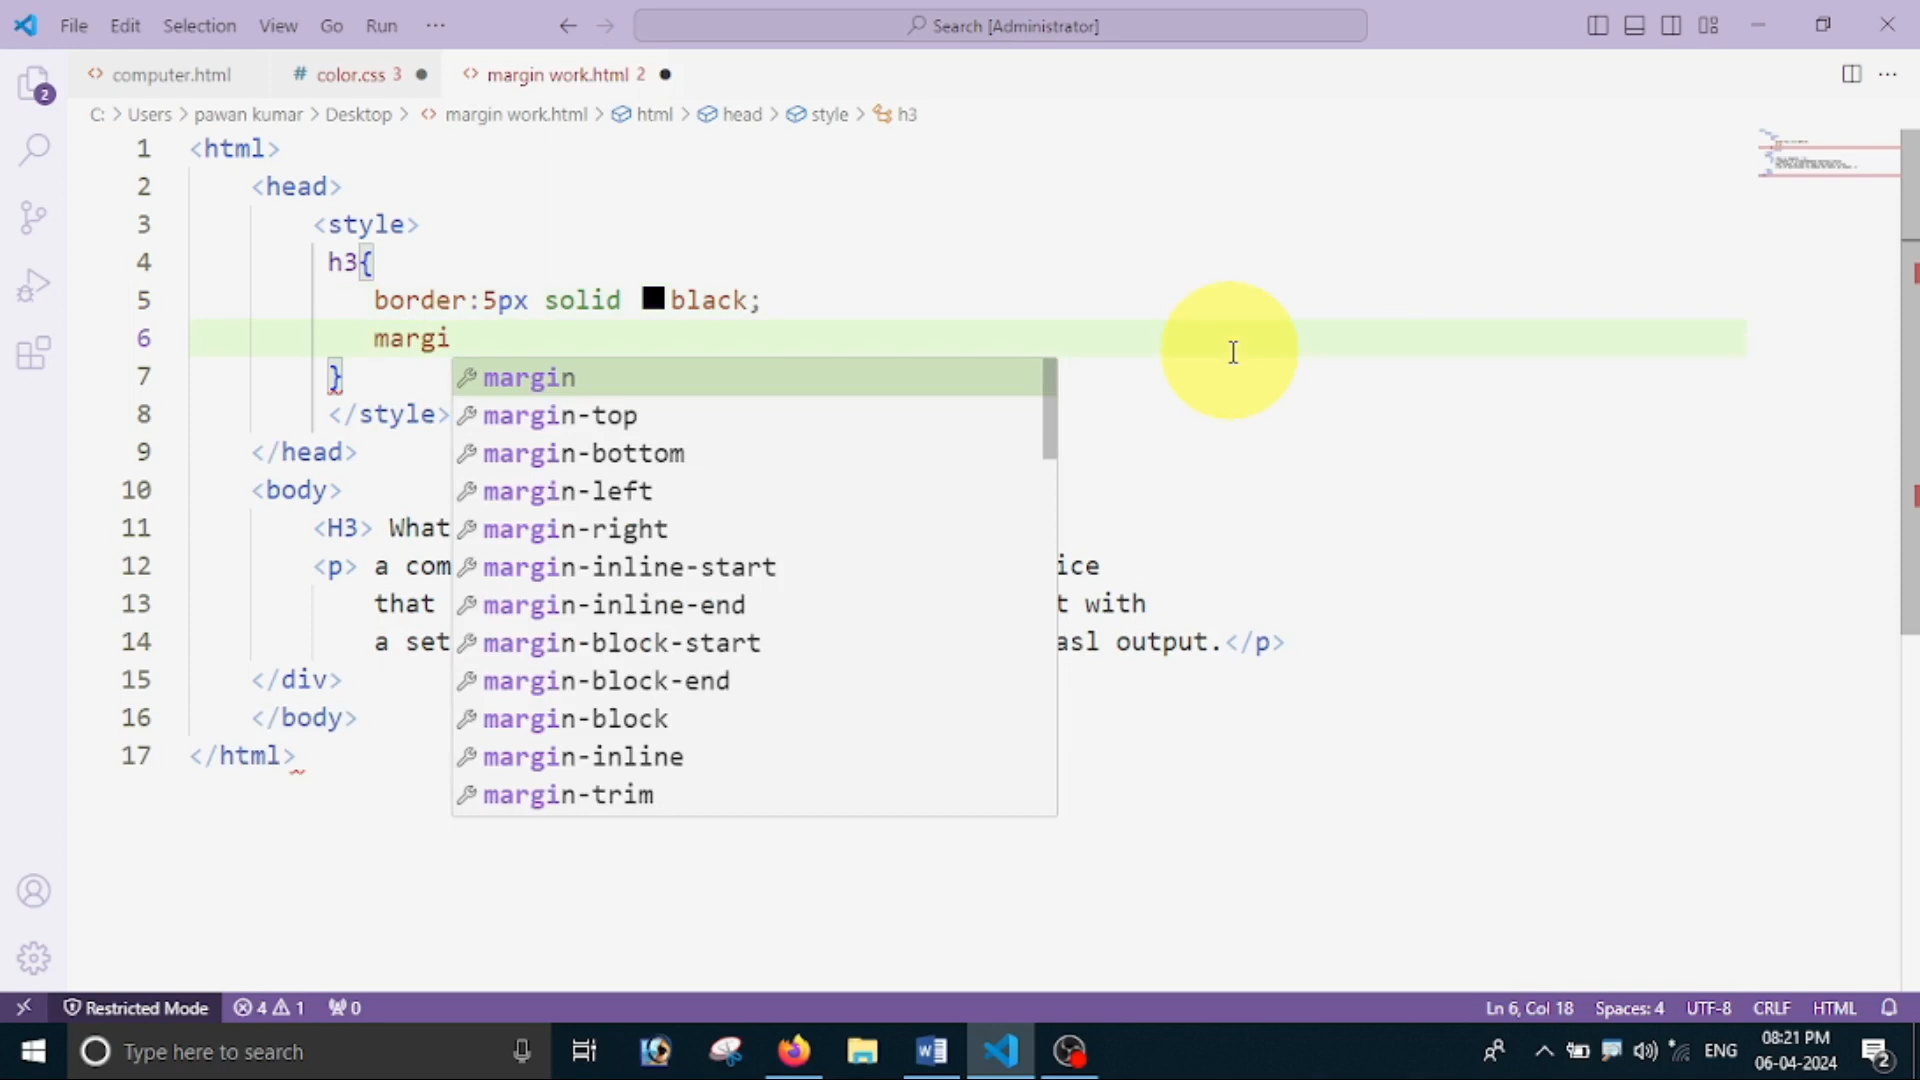 File Edit Selection View Go Run ··· Search [Administrator]
computer.html # color.css 3 margin work.html 2
C: > Users > pawan kumar > Desktop > margin work.html > html > head > style > h3
1 <html>
2 <head>
3 <style>
4 h3{
5 border:5px solid black;
6 margi
7 }
margin
8 </style>
margin-top
9 </head>
margin-bottom
10 <body>
margin-left
11 <H3> What
margin-right
12 <p> a com
margin-inline-start
ice
13 that
margin-inline-end
t with
14 a set
margin-block-start
asl output.</p>
15 </div>
margin-block-end
16 </body>
margin-block
17 </html>
margin-inline
margin-trim
2
Restricted Mode 4 1 0 Ln 6, Col 18 Spaces: 4 UTF-8 CRLF HTML
Type here to search ENG 08:21 PM
06-04-2024 2